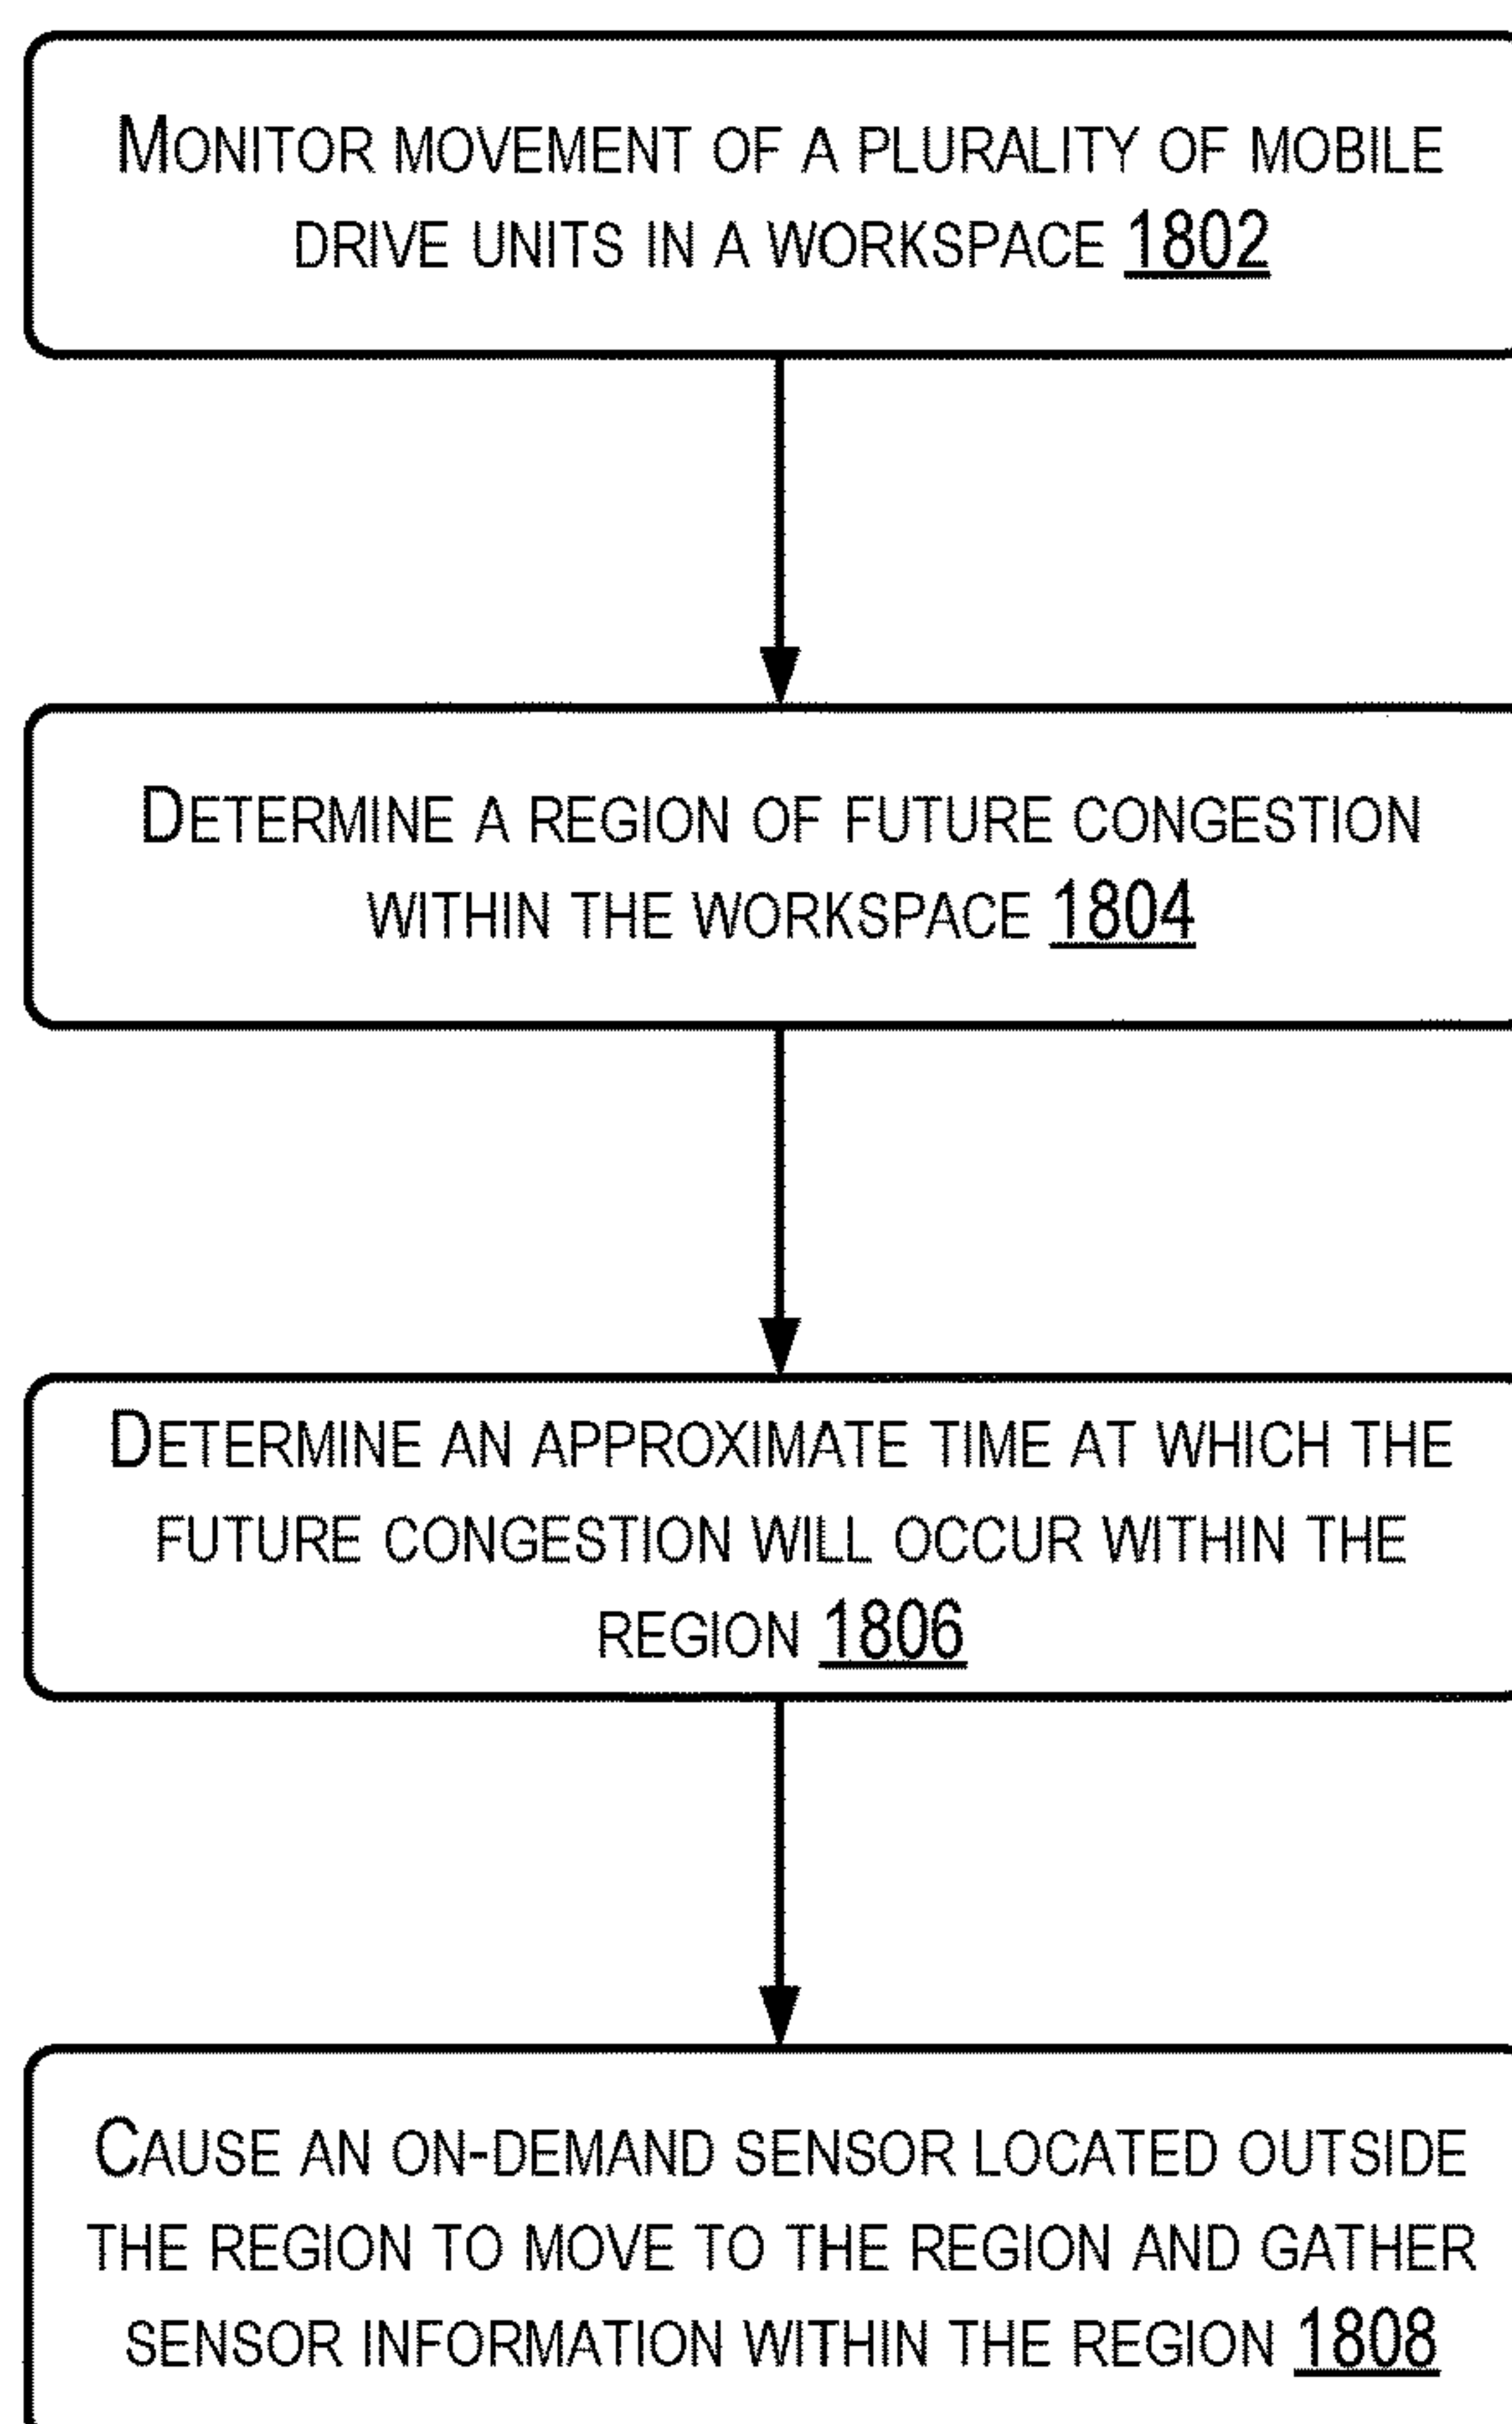 MONITOR MOVEMENT OF A PLURALITY OF MOBILE
DRIVE UNITS IN A WORKSPACE 1802
DETERMINE A REGION OF FUTURE CONGESTION
WITHIN THE WORKSPACE 1804
DETERMINE AN APPROXIMATE TIME AT WHICH THE
FUTURE CONGESTION WILL OCCUR WITHIN THE
REGION 1806
CAUSE AN ON-DEMAND SENSOR LOCATED OUTSIDE
THE REGION TO MOVE TO THE REGION AND GATHER
SENSOR INFORMATION WITHIN THE REGION 1808